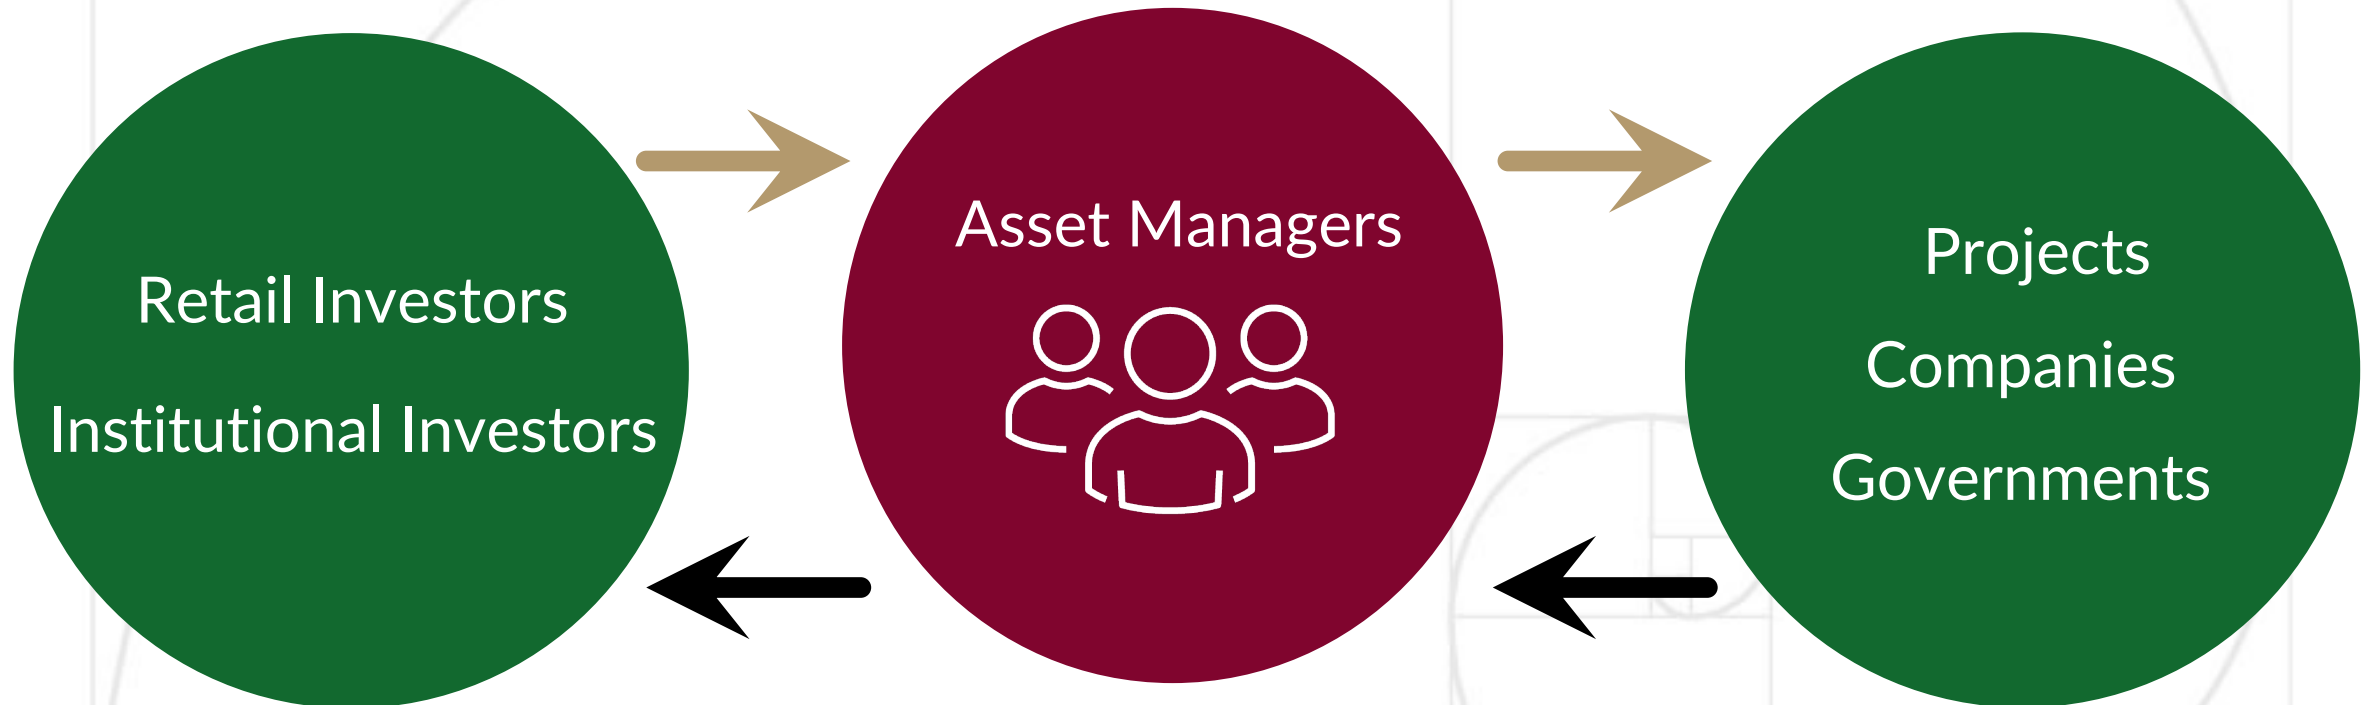 Retail Investors
Institutional Investors
Asset Managers
Projects
Companies
Governments